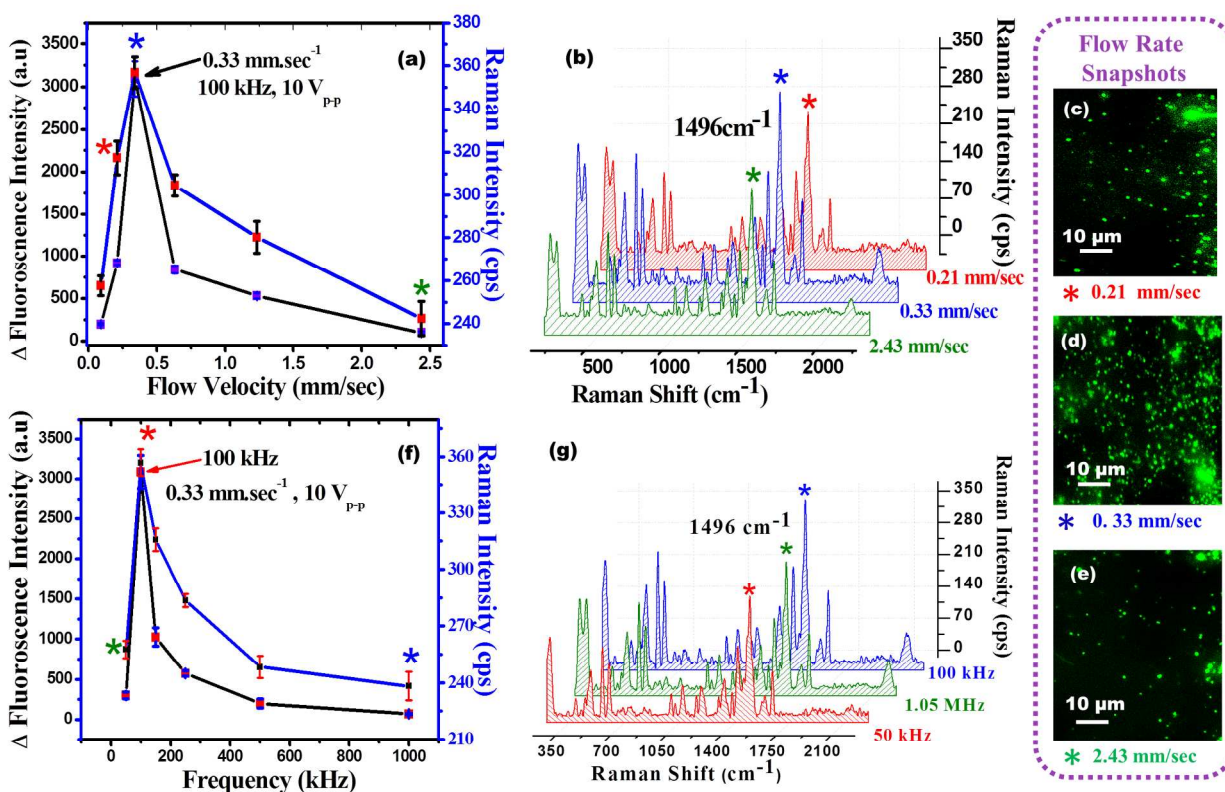 (a)
0.33 mm.sec-1
100 kHz, 10 Vp-p
Δ Fluoroscnence Intensity (a.u)
3500
3000
2500
2000
1500
1000
500
0
0.0 0.5 1.0 1.5 2.0 2.5
Flow Velocity (mm/sec)
380
360
340
320
300
280
260
240
Raman Intensity (cps)
(b)
1496cm-1
350
280
210
140
70
0
Raman Intensity (cps)
0.21 mm/sec
0.33 mm/sec
2.43 mm/sec
500 1000 1500 2000
Raman Shift (cm-1)
Flow Rate
Snapshots
(c)
10 µm
* 0.21 mm/sec
(d)
10 µm
* 0. 33 mm/sec
(e)
10 µm
* 2.43 mm/sec
(f)
100 kHz
0.33 mm.sec-1 , 10 Vp-p
Δ Fluoroscence Intensity (a.u)
3500
3000
2500
2000
1500
1000
500
0
0 200 400 600 800 1000
Frequency (kHz)
360
330
300
270
240
210
Raman Intensity (cps)
(g)
1496 cm-1
350
280
210
140
70
0
Raman Intensity (cps)
100 kHz
1.05 MHz
50 kHz
350 700 1050 1400 1750 2100
Raman Shift (cm-1)